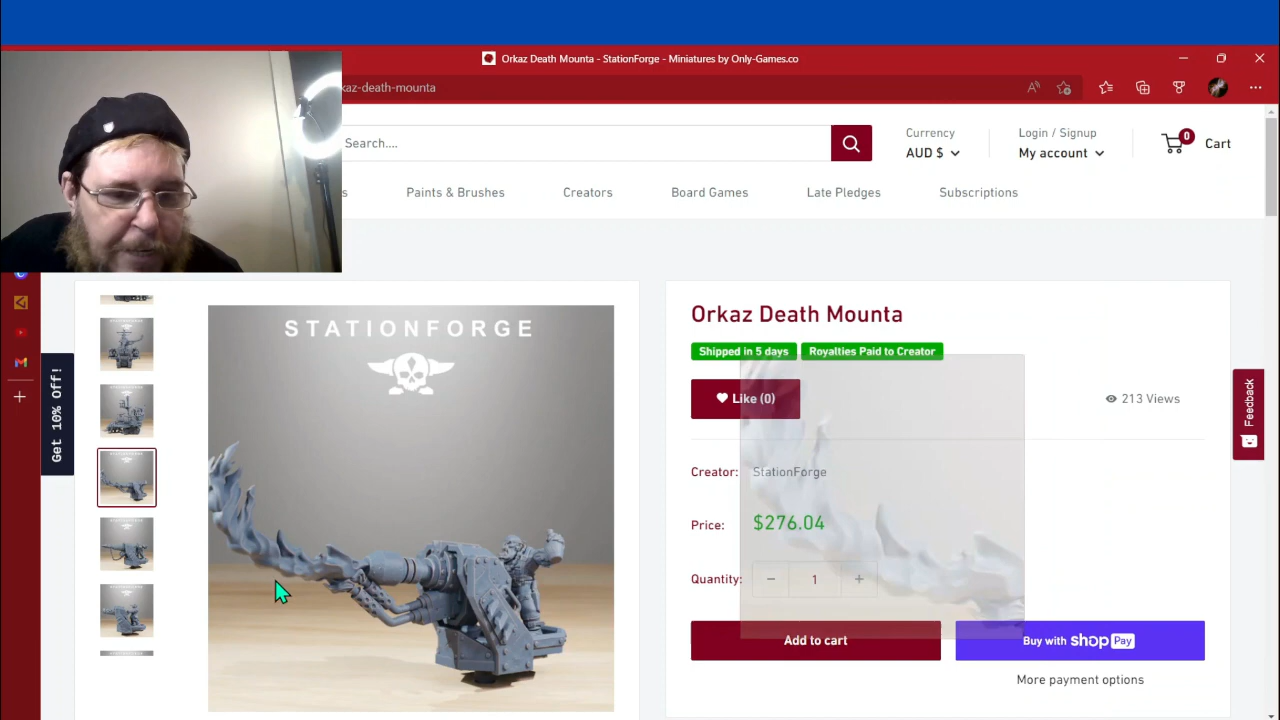 Orkaz Death Mounta - StationForge - Miniatures by Only-Games.co
kaz-death-mounta
Search....
Currency
AUD $
Login / Signup
My account
0
Cart
s
Paints & Brushes
Creators
Board Games
Late Pledges
Subscriptions
Get 10% Off!
STATIONFORGE
Orkaz Death Mounta
Shipped in 5 days
Royalties Paid to Creator
Like (0)
213 Views
Creator: StationForge
Price: $276.04
Quantity: − 1 +
Add to cart
Buy with shop Pay
More payment options
Feedback